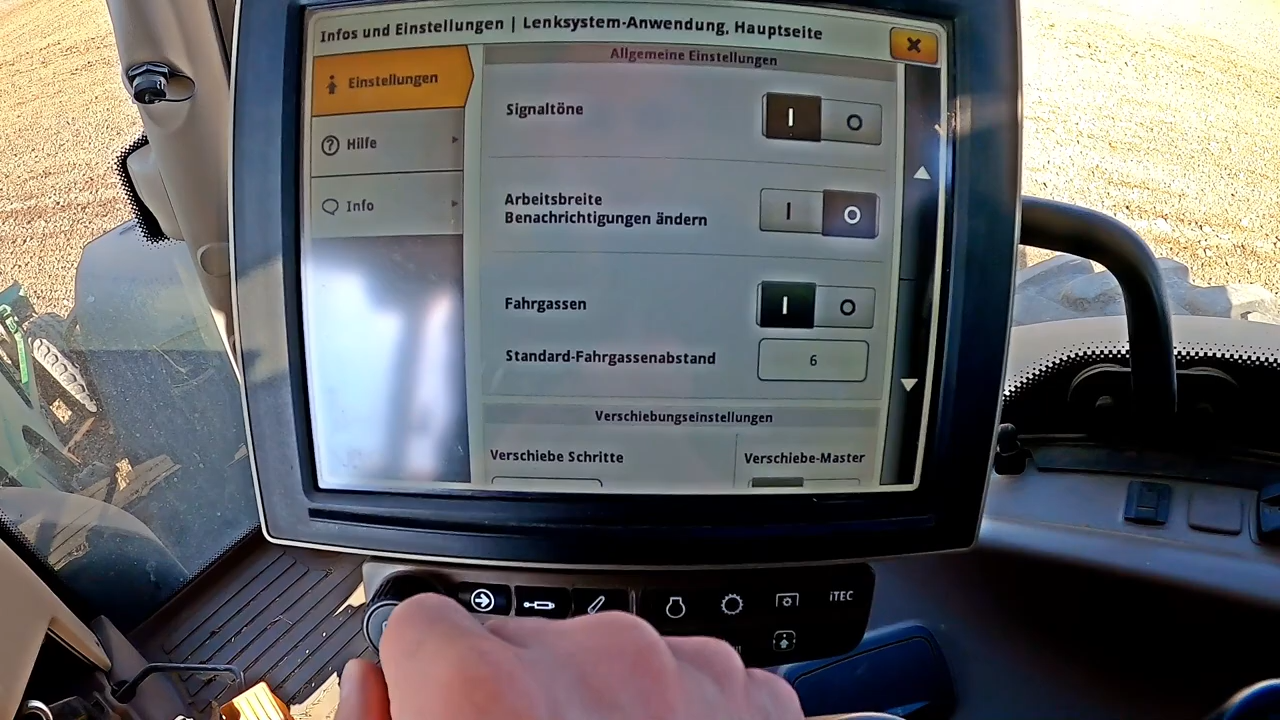 Infos und Einstellungen | Lenksystem-Anwendung, Hauptseite
Einstellungen
Hilfe
Info
Allgemeine Einstellungen
Signaltöne
I O
Arbeitsbreite
Benachrichtigungen ändern
I O
Fahrgassen
I O
Standard-Fahrgassenabstand
6
Verschiebungseinstellungen
Verschiebe Schritte
Verschiebe-Master
iTEC